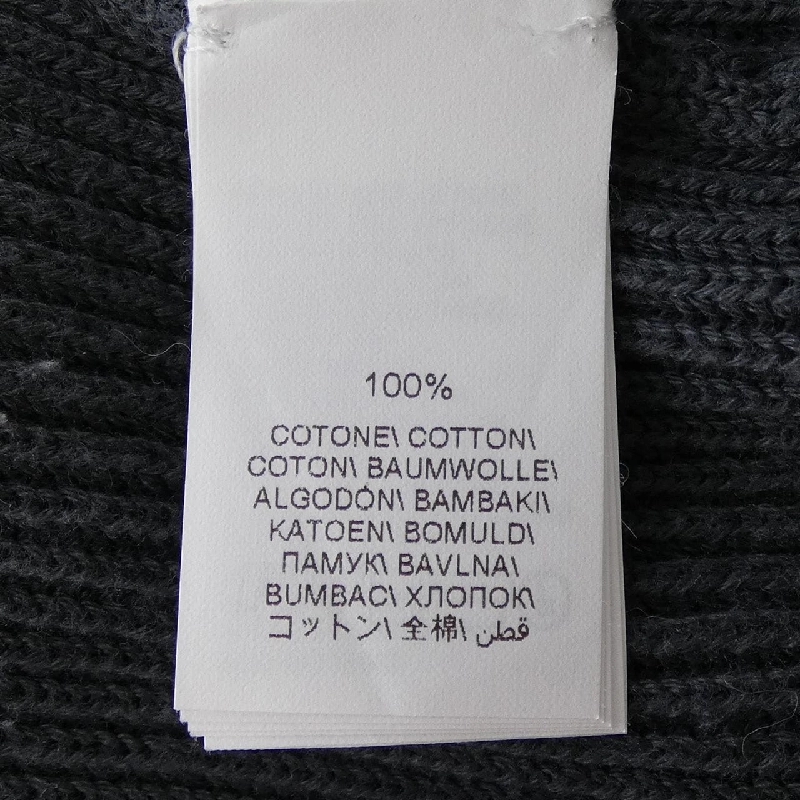 100%
COTONE\ COTTON\
COTON\ BAUMWOLLE\
ALGODÓN\ BAMBAKI\
KATOEN\ BOMULD\
ПАМУК\ BAVLNA\
BUMBAC\ ХЛОПОК\
コットン\ 全棉\ قطن